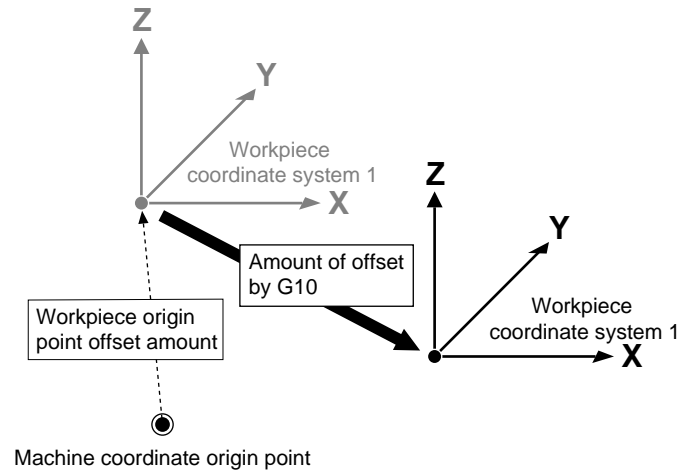 Z
Y
Workpiece
coordinate system 1
X
Z
Y
Amount of offset
by G10
Workpiece
coordinate system 1
X
Workpiece origin
point offset amount
Machine coordinate origin point